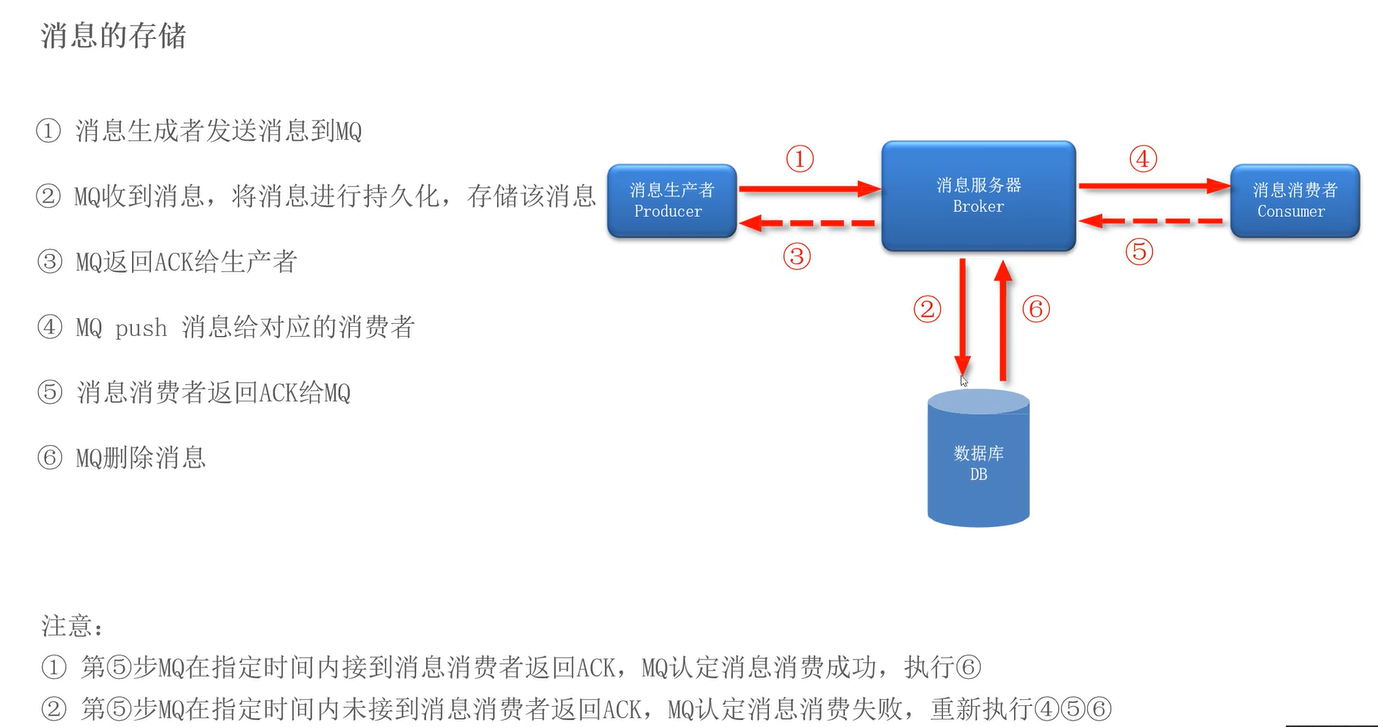 消息的存储
① 消息生成者发送消息到MQ
② MQ收到消息，将消息进行持久化，存储该消息
③ MQ返回ACK给生产者
④ MQ push 消息给对应的消费者
⑤ 消息消费者返回ACK给MQ
⑥ MQ删除消息
①
④
消息生产者
Producer
消息服务器
Broker
消息消费者
Consumer
③
⑤
②
⑥
数据库
DB
注意：
① 第⑤步MQ在指定时间内接到消息消费者返回ACK，MQ认定消息消费成功，执行⑥
② 第⑤步MQ在指定时间内未接到消息消费者返回ACK，MQ认定消息消费失败，重新执行④⑤⑥